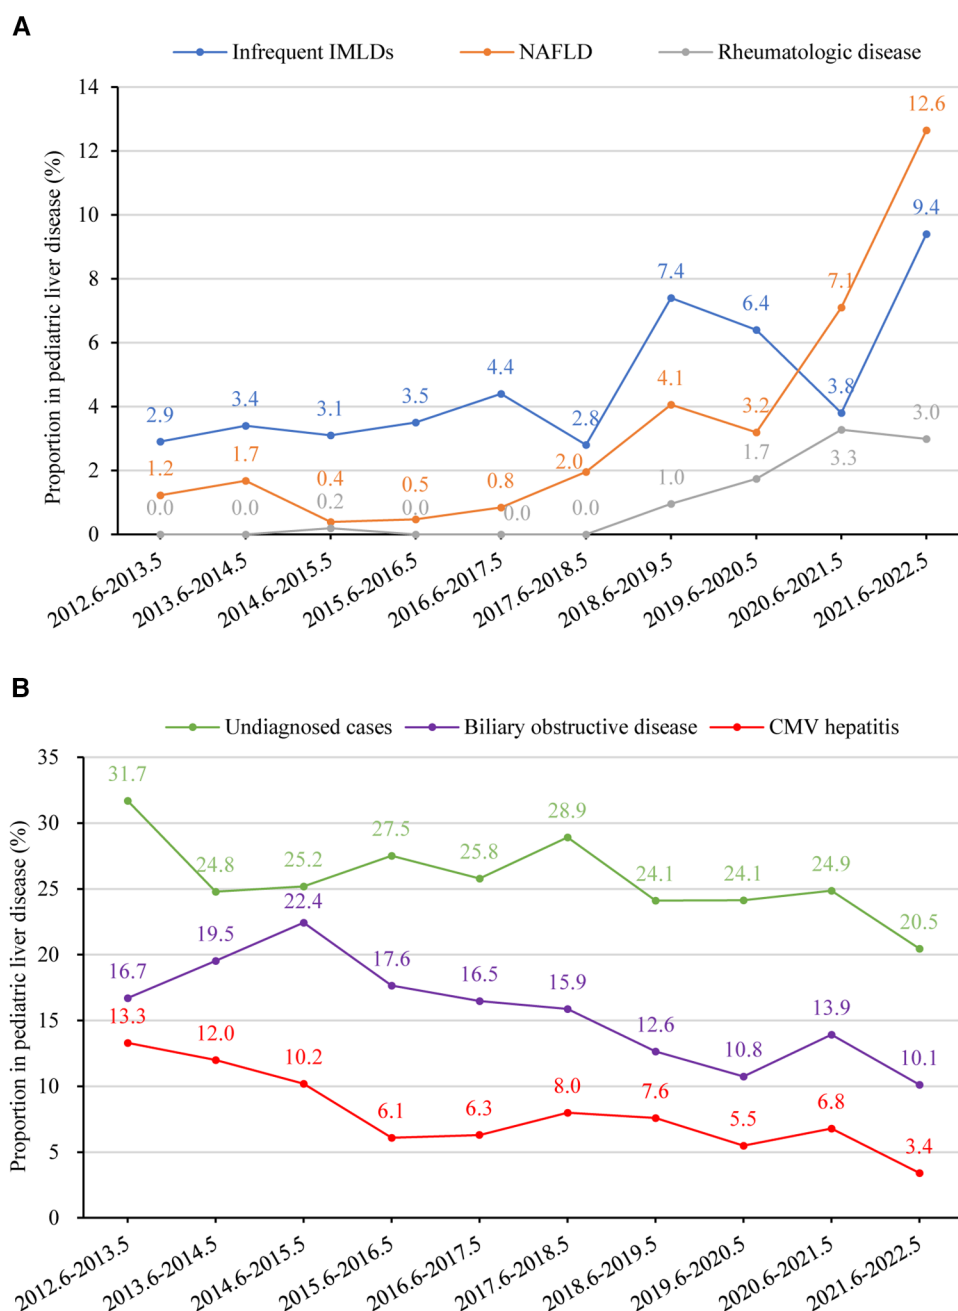 A
Infrequent IMLDs NAFLD Rheumatologic disease
Proportion in pediatric liver disease (%)
14
12
10
8
6
4
2
0
2.9 3.4 3.1 3.5 4.4 2.8 7.4 6.4 3.8 9.4
1.2 1.7 0.4 0.5 0.8 2.0 4.1 3.2 7.1 12.6
0.0 0.0 0.2 0.0 0.0 0.0 1.0 1.7 3.3 3.0
2012.6-2013.5 2013.6-2014.5 2014.6-2015.5 2015.6-2016.5 2016.6-2017.5 2017.6-2018.5 2018.6-2019.5 2019.6-2020.5 2020.6-2021.5 2021.6-2022.5
B
Undiagnosed cases Biliary obstructive disease CMV hepatitis
Proportion in pediatric liver disease (%)
35
30
25
20
15
10
5
0
31.7 24.8 25.2 27.5 25.8 28.9 24.1 24.1 24.9 20.5
16.7 19.5 22.4 17.6 16.5 15.9 12.6 10.8 13.9 10.1
13.3 12.0 10.2 6.1 6.3 8.0 7.6 5.5 6.8 3.4
2012.6-2013.5 2013.6-2014.5 2014.6-2015.5 2015.6-2016.5 2016.6-2017.5 2017.6-2018.5 2018.6-2019.5 2019.6-2020.5 2020.6-2021.5 2021.6-2022.5